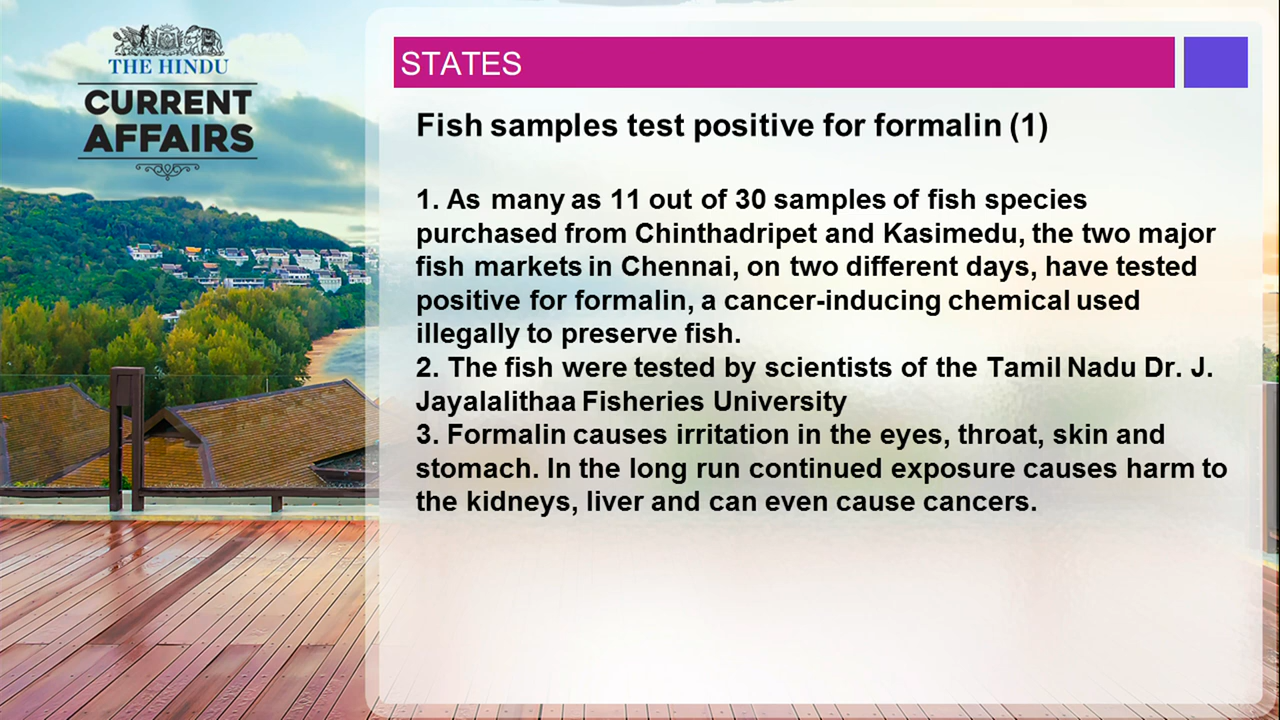 THE HINDU
CURRENT
AFFAIRS
STATES
Fish samples test positive for formalin (1)
1. As many as 11 out of 30 samples of fish species
purchased from Chinthadripet and Kasimedu, the two major
fish markets in Chennai, on two different days, have tested
positive for formalin, a cancer-inducing chemical used
illegally to preserve fish.
2. The fish were tested by scientists of the Tamil Nadu Dr. J.
Jayalalithaa Fisheries University
3. Formalin causes irritation in the eyes, throat, skin and
stomach. In the long run continued exposure causes harm to
the kidneys, liver and can even cause cancers.